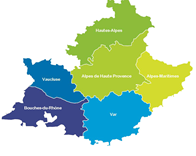 Hautes-Alpes
Vaucluse
Alpes de Haute Provence
Alpes-Maritimes
Bouches-du-Rhône
Var